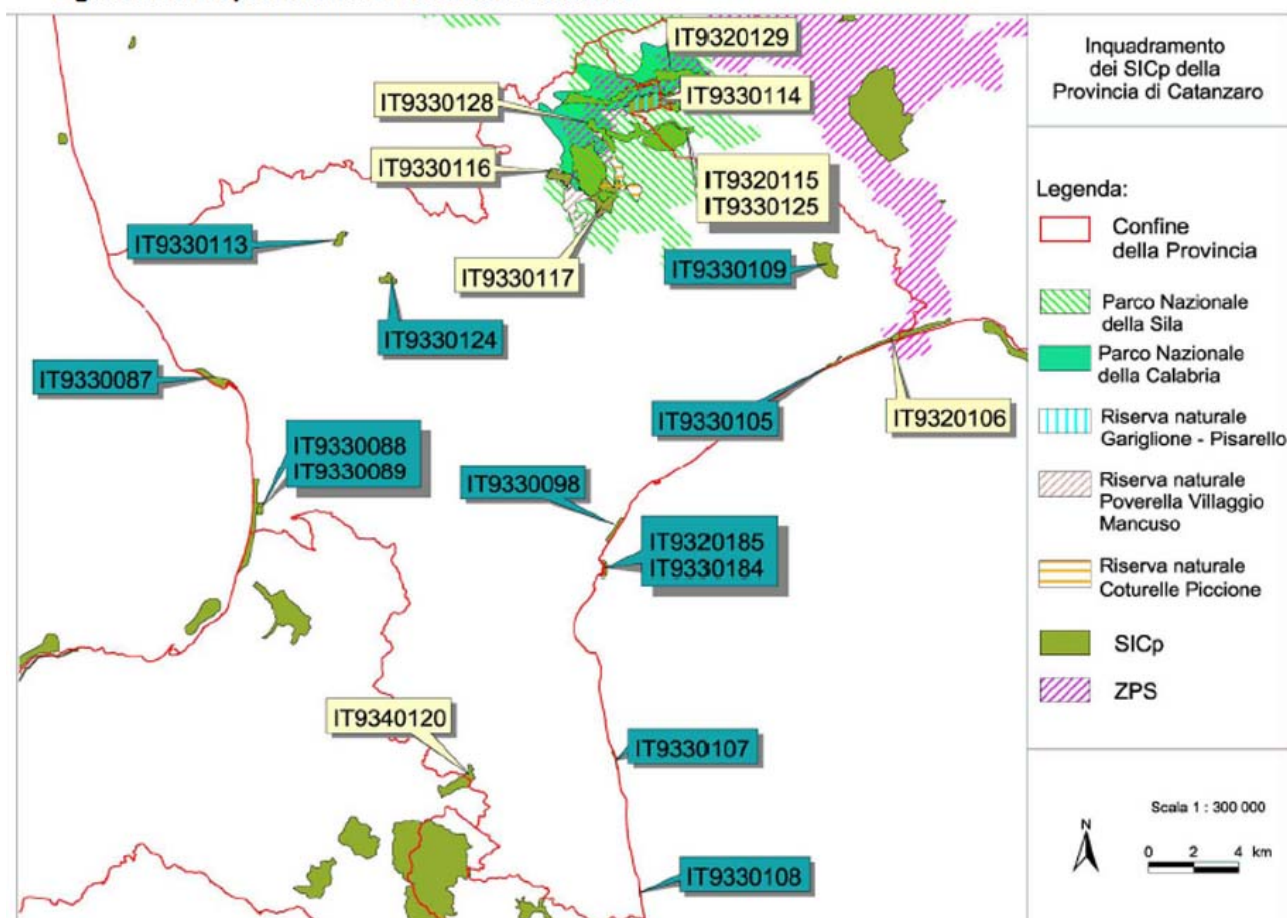 IT9320129
IT9330128
IT9330114
IT9330116
IT9320115
IT9330125
IT9330113
IT9330117
IT9330109
IT9330124
IT9330087
IT9330105
IT9320106
IT9330088
IT9330089
IT9330098
IT9320185
IT9330184
IT9340120
IT9330107
IT9330108
Inquadramento
dei SICp della
Provincia di Catanzaro
Legenda:
Confine
della Provincia
Parco Nazionale
della Sila
Parco Nazionale
della Calabria
Riserva naturale
Gariglione - Pisarello
Riserva naturale
Poverella Villaggio
Mancuso
Riserva naturale
Coturelle Piccione
SICp
ZPS
Scala 1 : 300 000
N
0 2 4 km